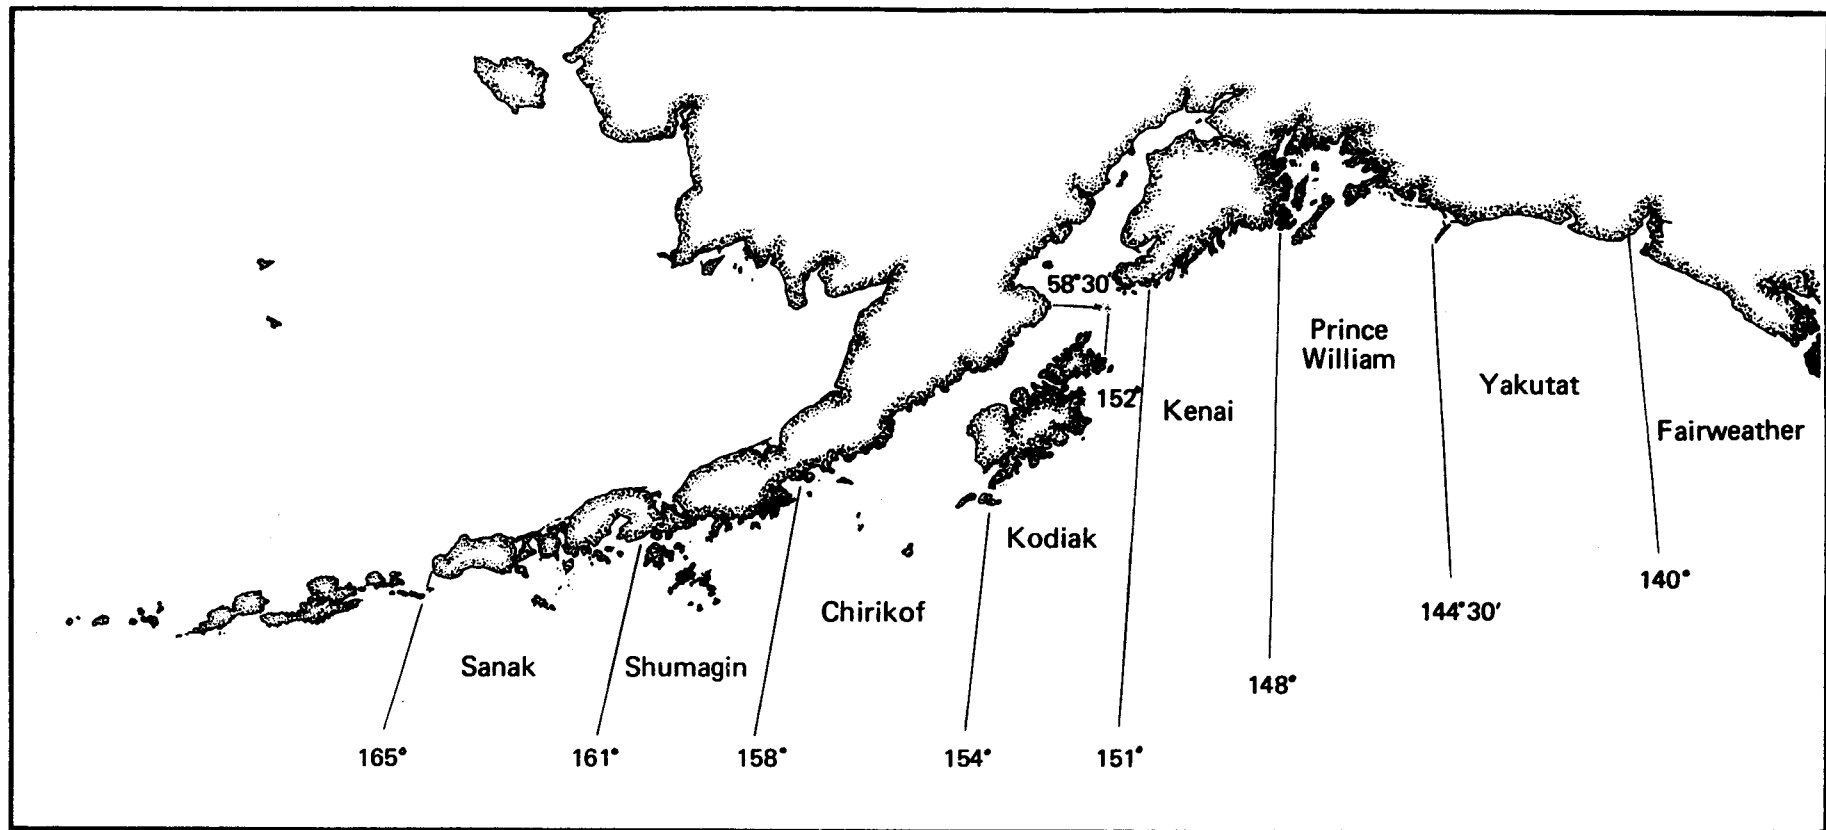 58°30'
Prince
William
152°
Yakutat
Kenai
Fairweather
Kodiak
140°
144°30'
Chirikof
Sanak
Shumagin
148°
165°
161°
158°
154°
151°